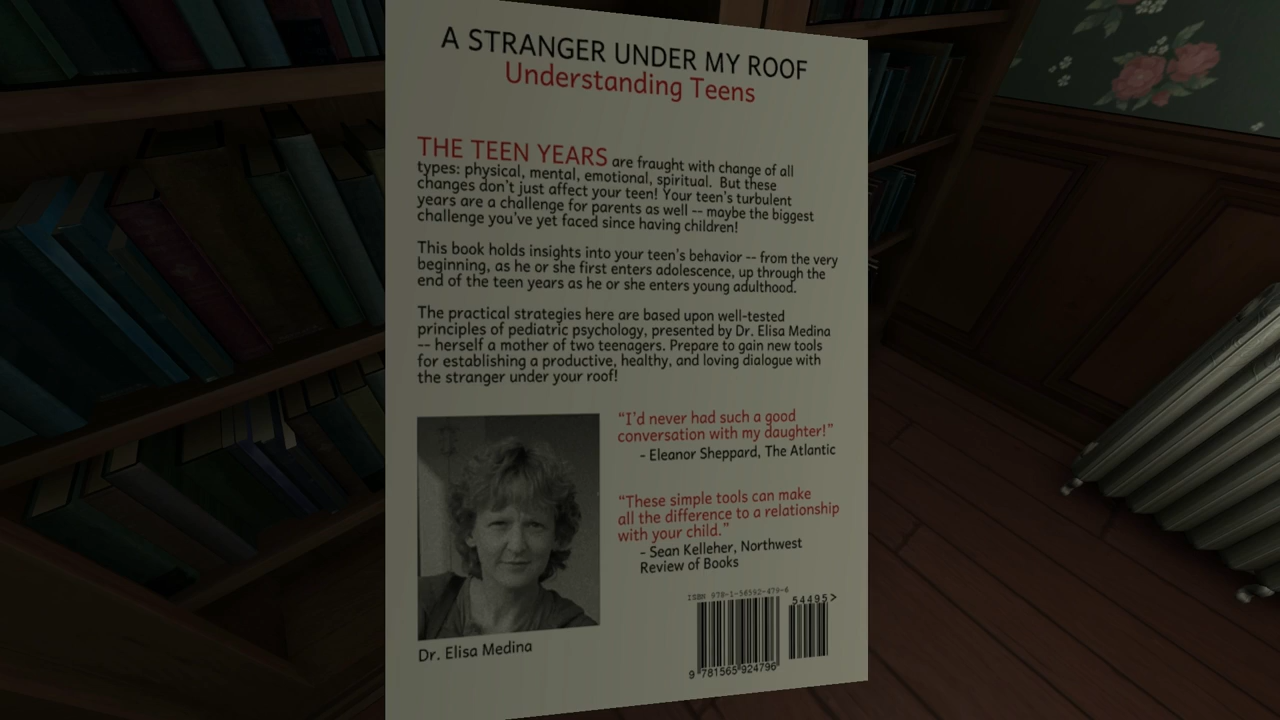 A STRANGER UNDER MY ROOF
Understanding Teens
THE TEEN YEARS are fraught with change of all
types: physical, mental, emotional, spiritual. But these
changes don't just affect your teen! Your teen's turbulent
years are a challenge for parents as well -- maybe the biggest
challenge you've yet faced since having children!
This book holds insights into your teen's behavior -- from the very
beginning, as he or she first enters adolescence, up through the
end of the teen years as he or she enters young adulthood.
The practical strategies here are based upon well-tested
principles of pediatric psychology, presented by Dr. Elisa Medina
-- herself a mother of two teenagers. Prepare to gain new tools
for establishing a productive, healthy, and loving dialogue with
the stranger under your roof!
"I'd never had such a good
conversation with my daughter!"
- Eleanor Sheppard, The Atlantic
"These simple tools can make
all the difference to a relationship
with your child."
- Sean Kelleher, Northwest
Review of Books
Dr. Elisa Medina
ISBN 978-1-56592-479-6
54495>
9 781565 924796